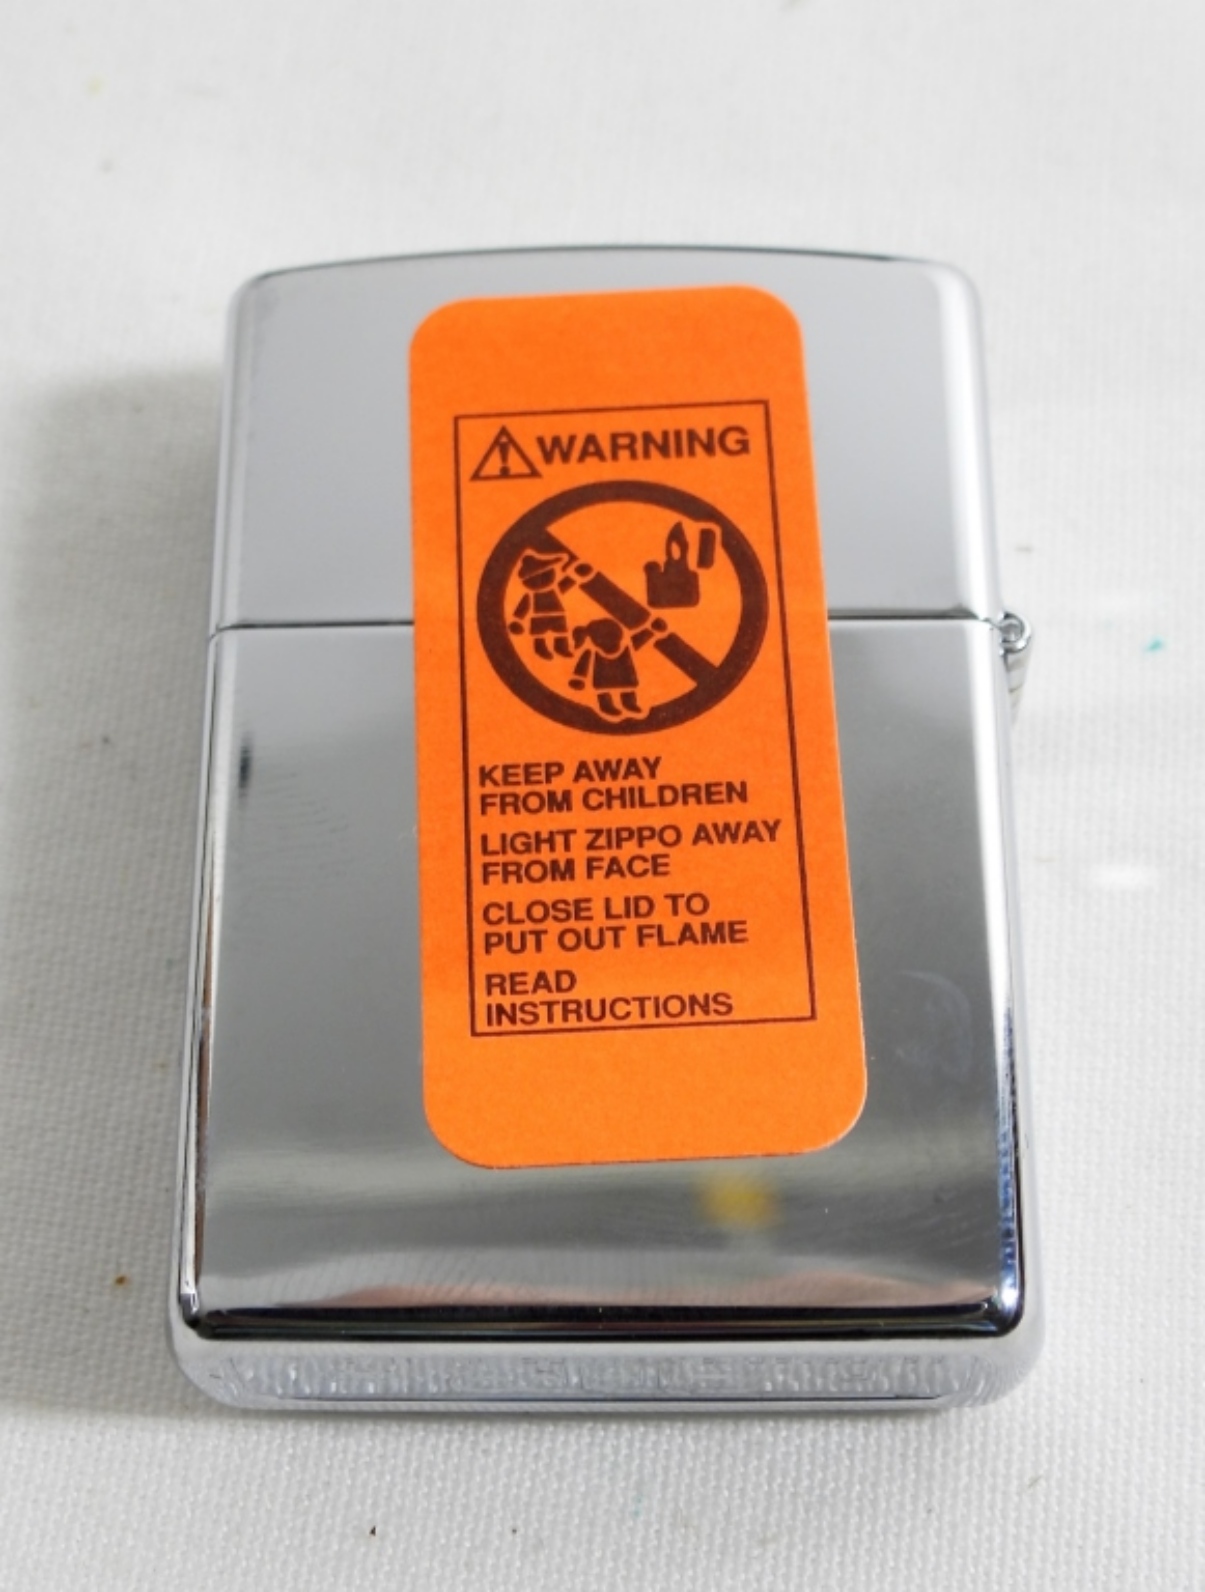 WARNING
KEEP AWAY
FROM CHILDREN
LIGHT ZIPPO AWAY
FROM FACE
CLOSE LID TO
PUT OUT FLAME
READ
INSTRUCTIONS